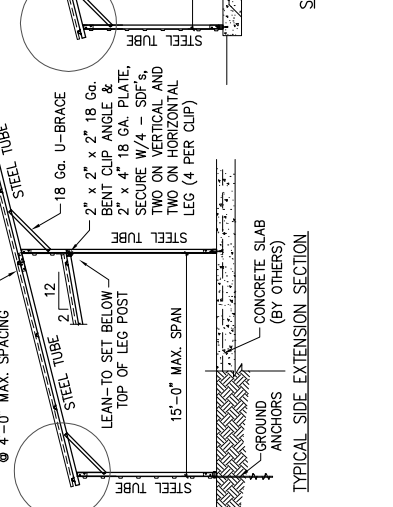 STEEL TUBE
STEEL TUBE
18 Ga. U-BRACE
2" x 2" x 2" 18 Ga.
BENT CLIP ANGLE &
2" x 4" 18 GA. PLATE,
SECURE W/4 - SDF's,
TWO ON VERTICAL AND
TWO ON HORIZONTAL
LEG (4 PER CLIP)
@ 4'-0" MAX. SPACING
STEEL TUBE
12
2
LEAN-TO SET BELOW
TOP OF LEG POST
STEEL TUBE
15'-0" MAX. SPAN
STEEL TUBE
CONCRETE SLAB
(BY OTHERS)
GROUND
ANCHORS
TYPICAL SIDE EXTENSION SECTION